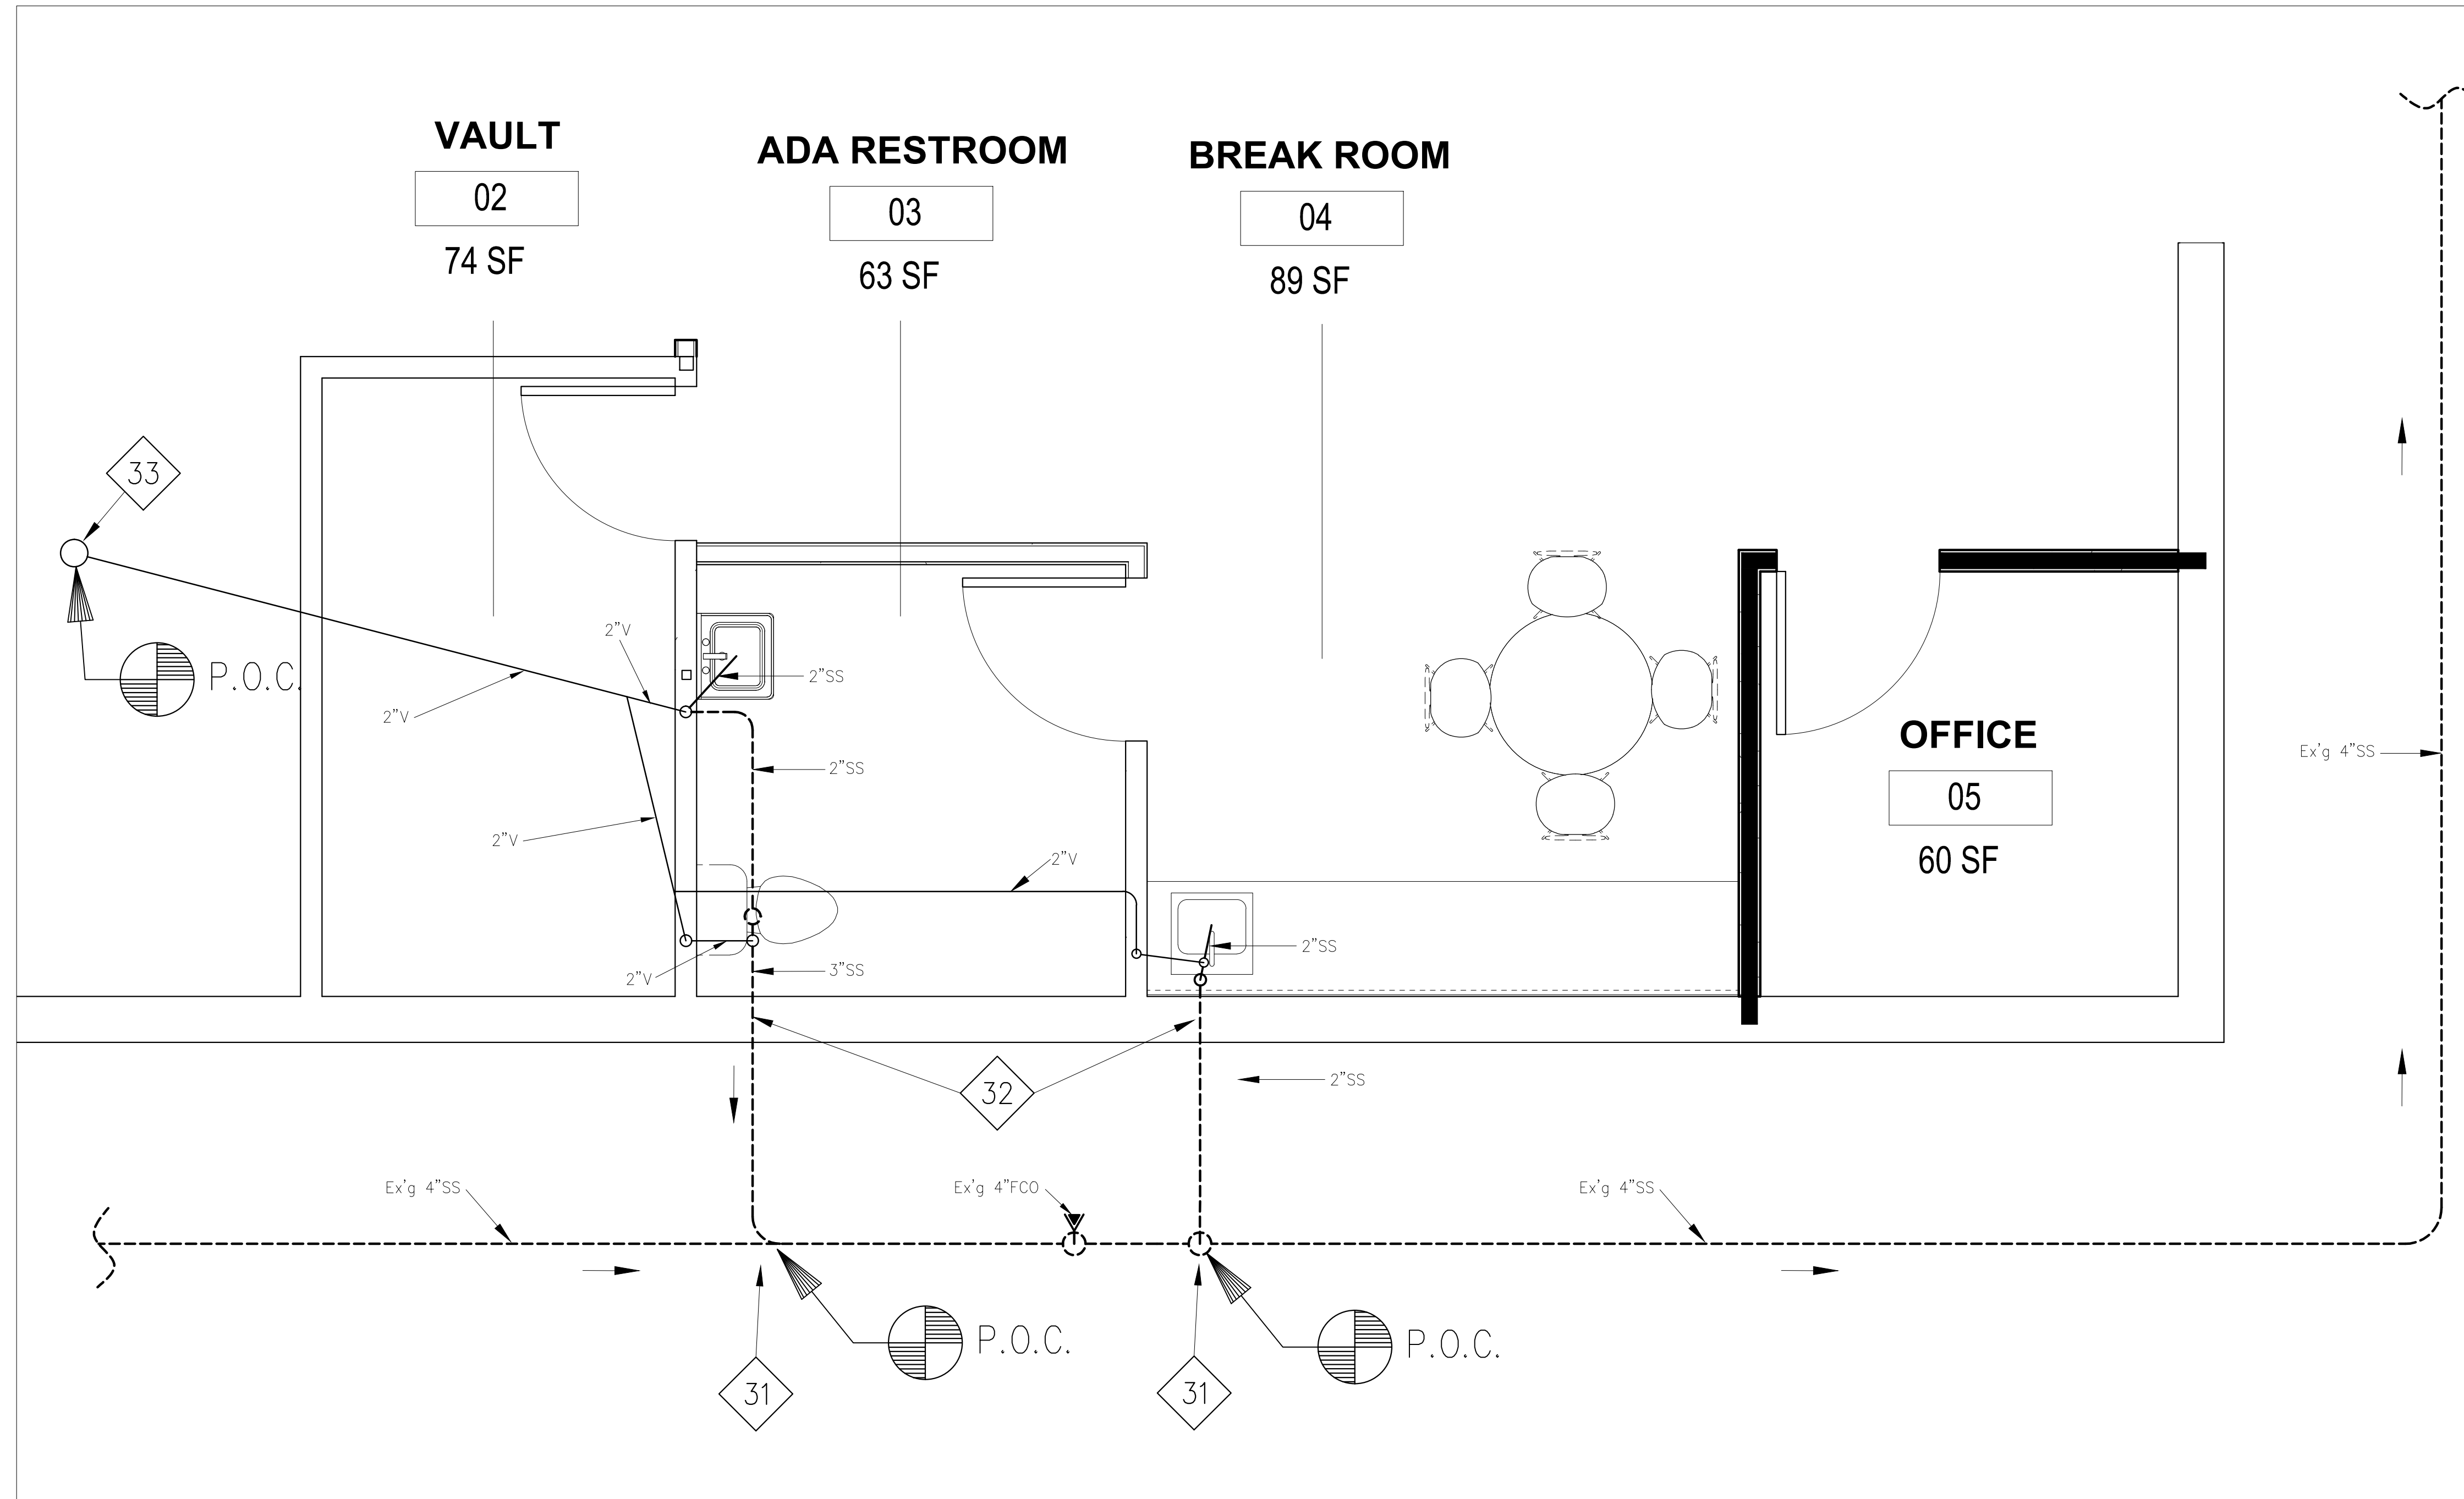 VAULT
02
74 SF
ADA RESTROOM
03
63 SF
BREAK ROOM
04
89 SF
33
P.O.C.
2"V
2"V
2"SS
2"SS
2"V
2"V
2"V
3"SS
2"SS
OFFICE
05
60 SF
Ex'g 4"SS
32
2"SS
Ex'g 4"SS
Ex'g 4"FCO
Ex'g 4"SS
P.O.C.
P.O.C.
31
31